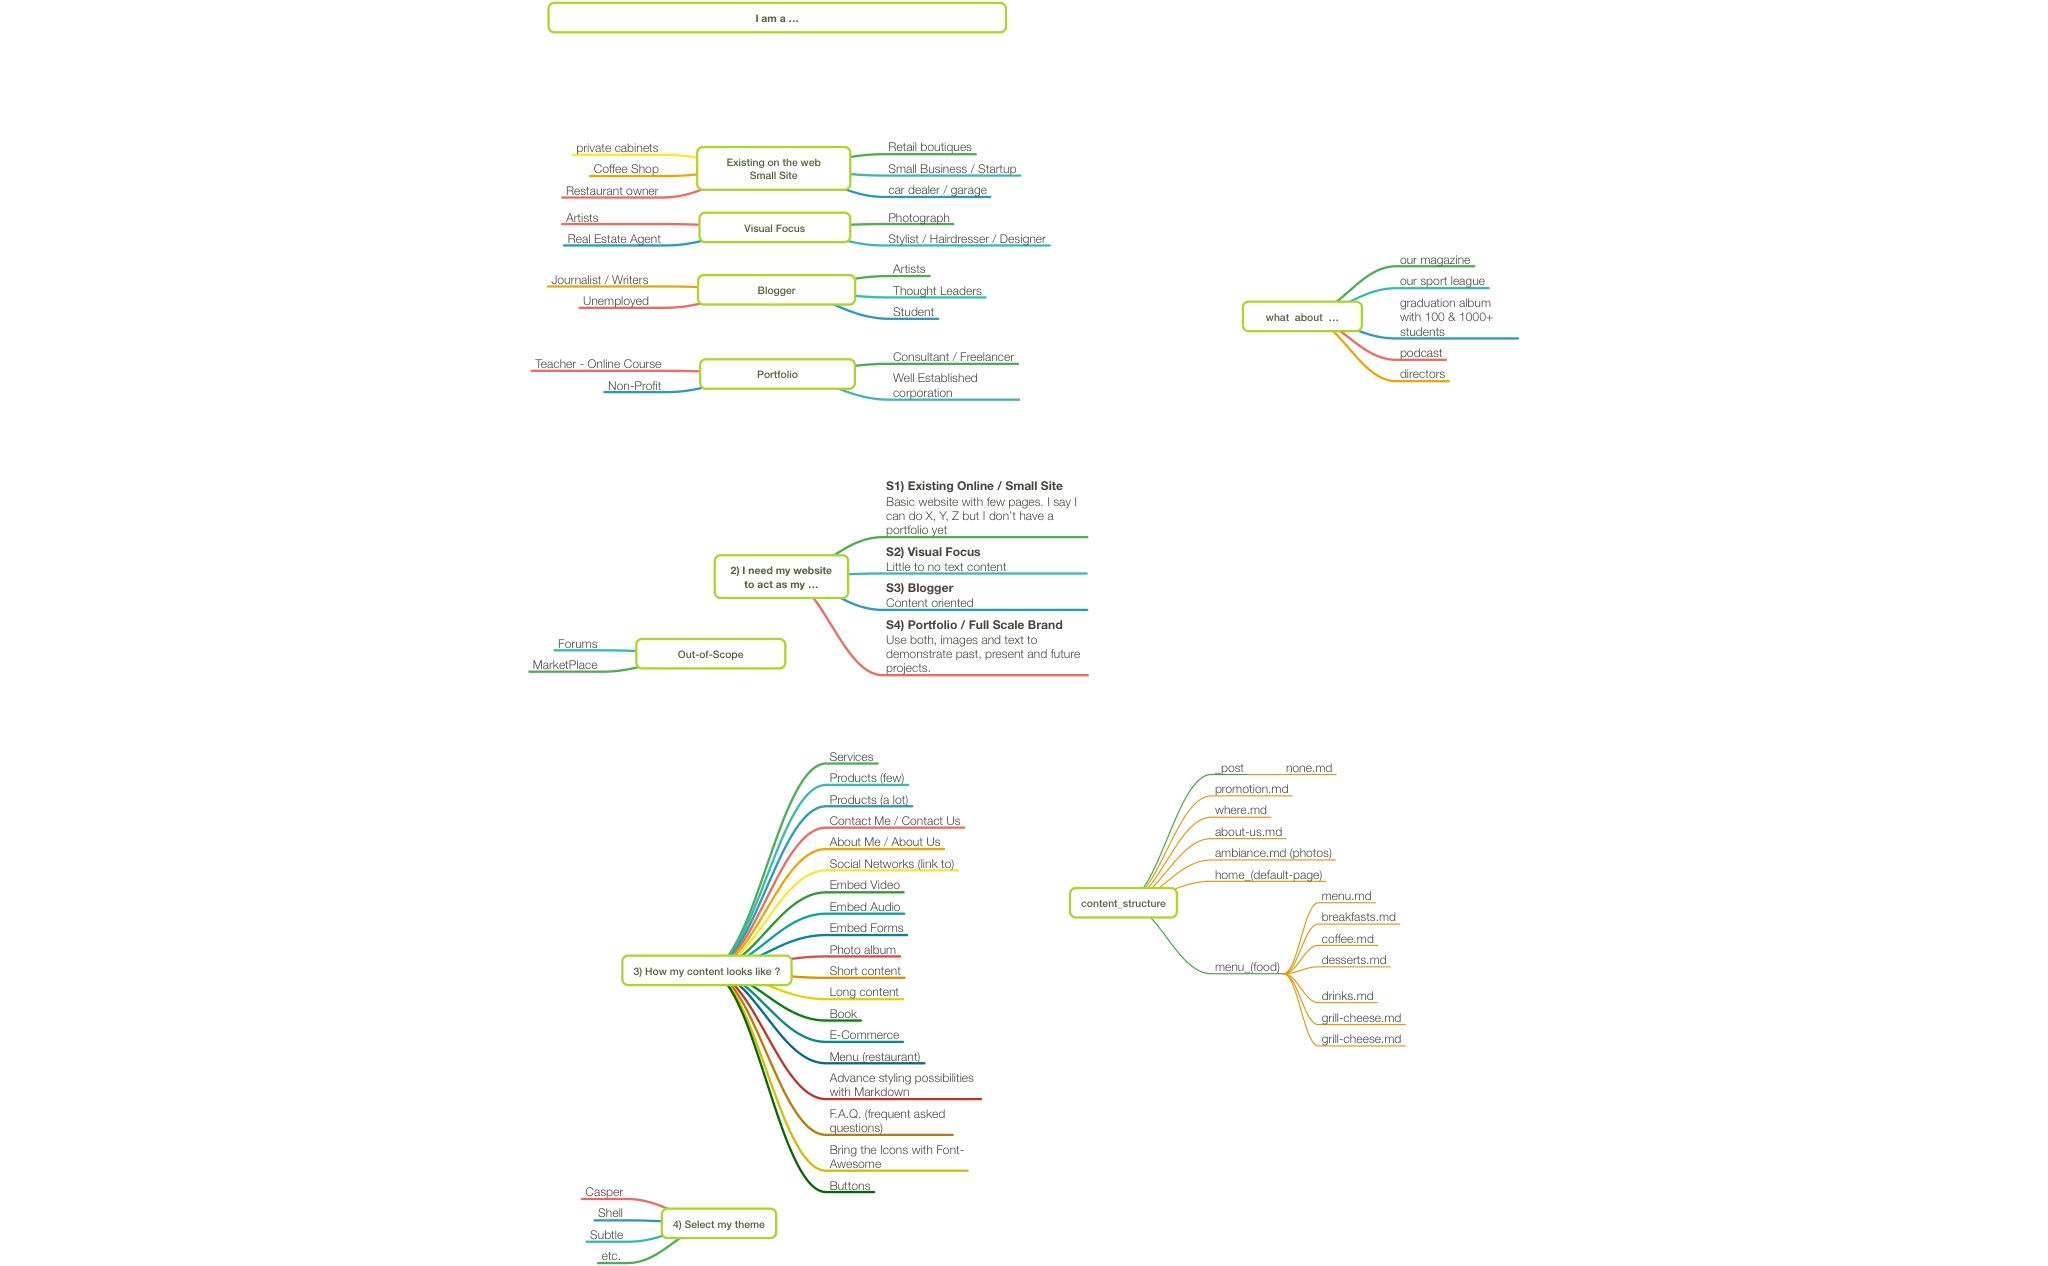 I am a ...
private cabinets
Coffee Shop
Restaurant owner
Existing on the web
Small Site
Retail boutiques
Small Business / Startup
car dealer / garage
Artists
Real Estate Agent
Visual Focus
Photograph
Stylist / Hairdresser / Designer
Journalist / Writers
Unemployed
Blogger
Artists
Thought Leaders
Student
Teacher - Online Course
Non-Profit
Portfolio
Consultant / Freelancer
Well Established
corporation
what about ...
our magazine
our sport league
graduation album
with 100 & 1000+
students
podcast
directors
2) I need my website
to act as my ...
S1) Existing Online / Small Site
Basic website with few pages. I say I
can do X, Y, Z but I don't have a
portfolio yet
S2) Visual Focus
Little to no text content
S3) Blogger
Content oriented
S4) Portfolio / Full Scale Brand
Use both, images and text to
demonstrate past, present and future
projects.
Forums
MarketPlace
Out-of-Scope
3) How my content looks like ?
Services
Products (few)
Products (a lot)
Contact Me / Contact Us
About Me / About Us
Social Networks (link to)
Embed Video
Embed Audio
Embed Forms
Photo album
Short content
Long content
Book
E-Commerce
Menu (restaurant)
Advance styling possibilities
with Markdown
F.A.Q. (frequent asked
questions)
Bring the Icons with Font-
Awesome
Buttons
content_structure
_post
none.md
promotion.md
where.md
about-us.md
ambiance.md (photos)
home_(default-page)
menu_(food)
menu.md
breakfasts.md
coffee.md
desserts.md
drinks.md
grill-cheese.md
grill-cheese.md
Casper
Shell
Subtle
etc.
4) Select my theme